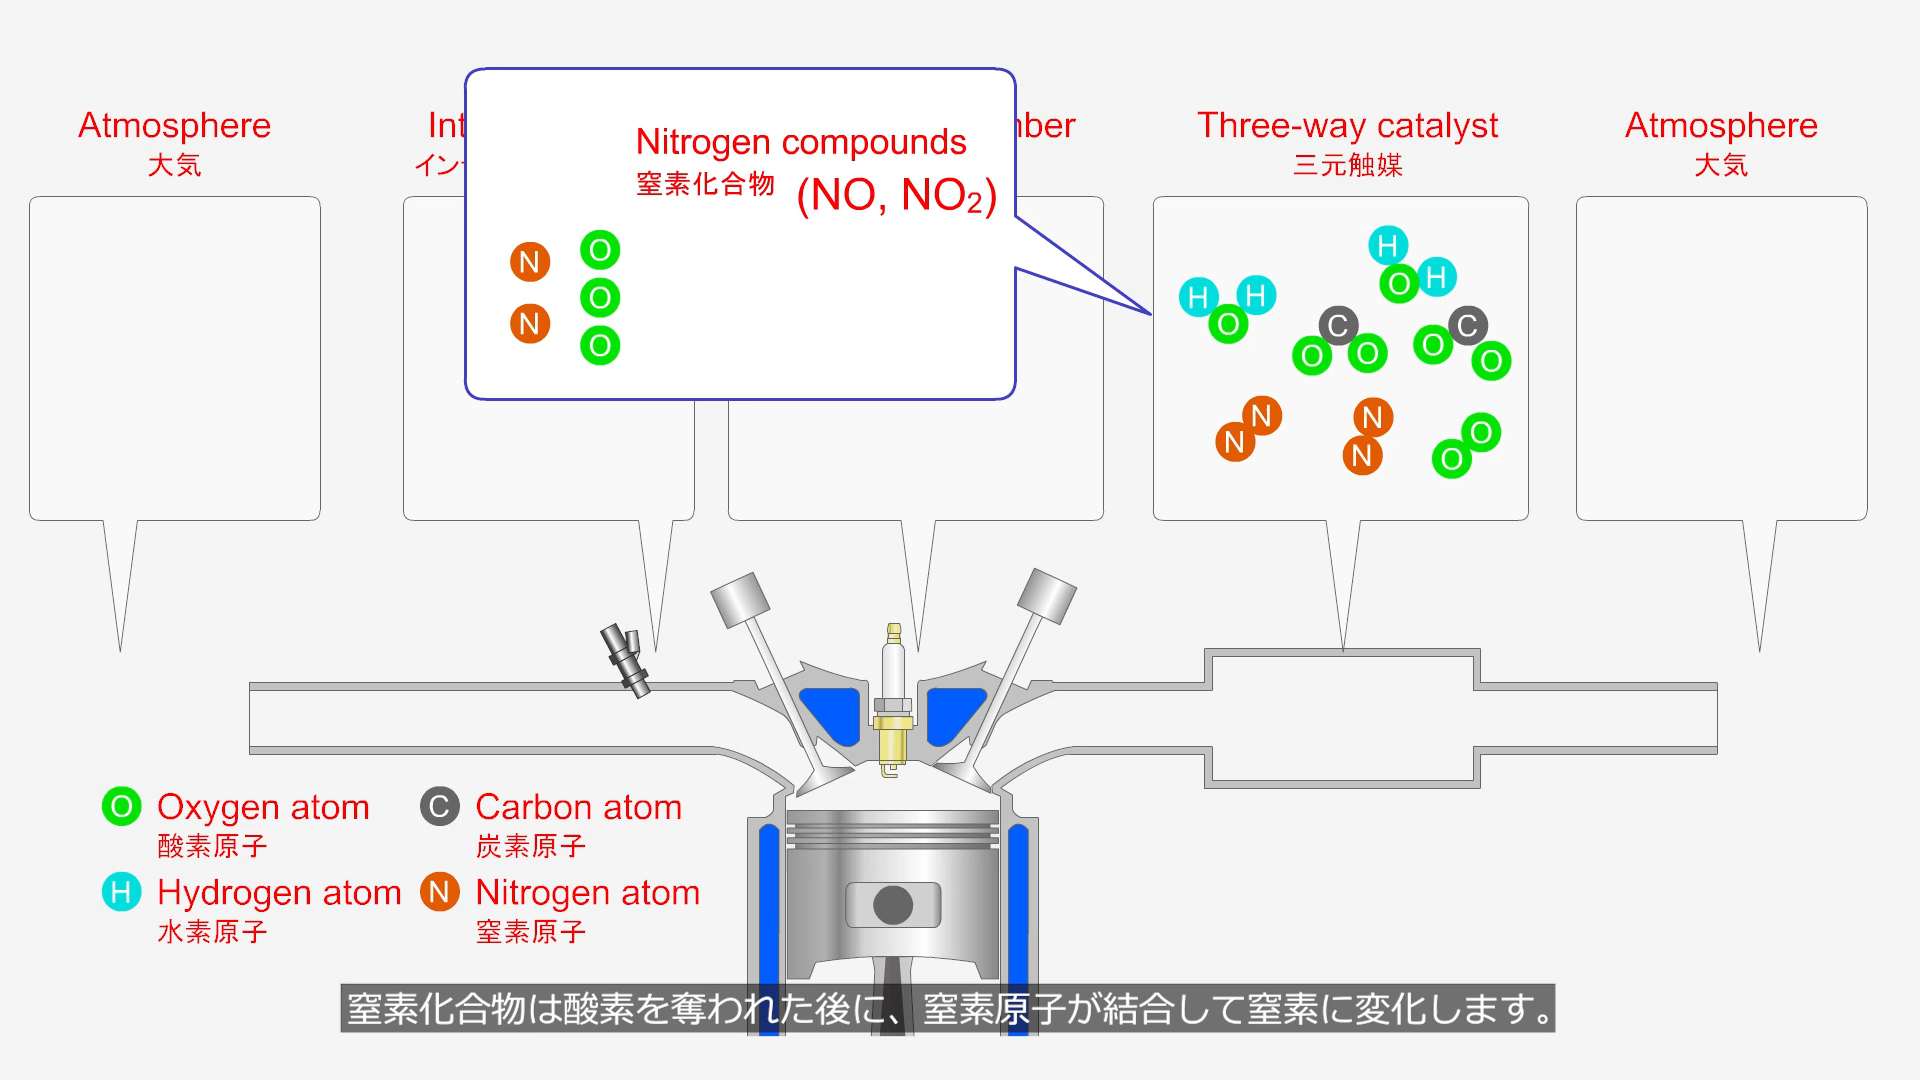 Atmosphere
大気
Int
イン
Nitrogen compounds
窒素化合物 (NO, NO₂)
N O
O
N O
mber
Three-way catalyst
三元触媒
H
H H O H
O C C
O O O O
N N N O
N N O
Atmosphere
大気
O Oxygen atom
酸素原子
C Carbon atom
炭素原子
H Hydrogen atom
水素原子
N Nitrogen atom
窒素原子
窒素化合物は酸素を奪われた後に、窒素原子が結合して窒素に変化します。